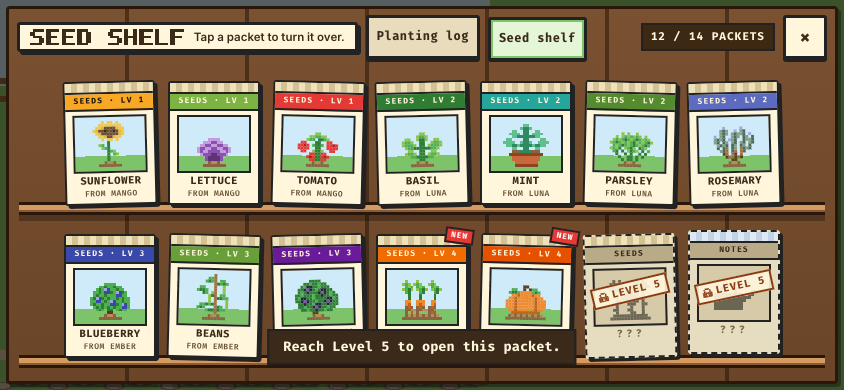 SEED SHELF Tap a packet to turn it over.
Planting log
Seed shelf
12 / 14 PACKETS
✖
SEEDS · LV 1
SUNFLOWER
FROM MANGO
SEEDS · LV 1
LETTUCE
FROM MANGO
SEEDS · LV 1
TOMATO
FROM MANGO
SEEDS · LV 2
BASIL
FROM LUNA
SEEDS · LV 2
MINT
FROM LUNA
SEEDS · LV 2
PARSLEY
FROM LUNA
SEEDS · LV 2
ROSEMARY
FROM LUNA
SEEDS · LV 3
BLUEBERRY
FROM EMBER
SEEDS · LV 3
BEANS
FROM EMBER
SEEDS · LV 3
NEW
SEEDS · LV 4
NEW
SEEDS · LV 4
SEEDS
LEVEL 5
???
NOTES
LEVEL 5
???
Reach Level 5 to open this packet.